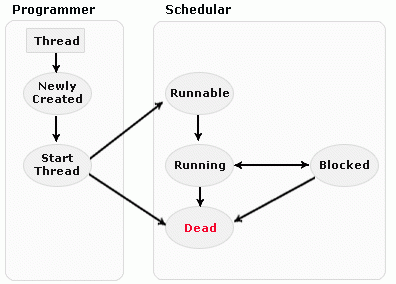 Programmer
Schedular
Thread
Newly
Created
Start
Thread
Runnable
Running
Blocked
Dead